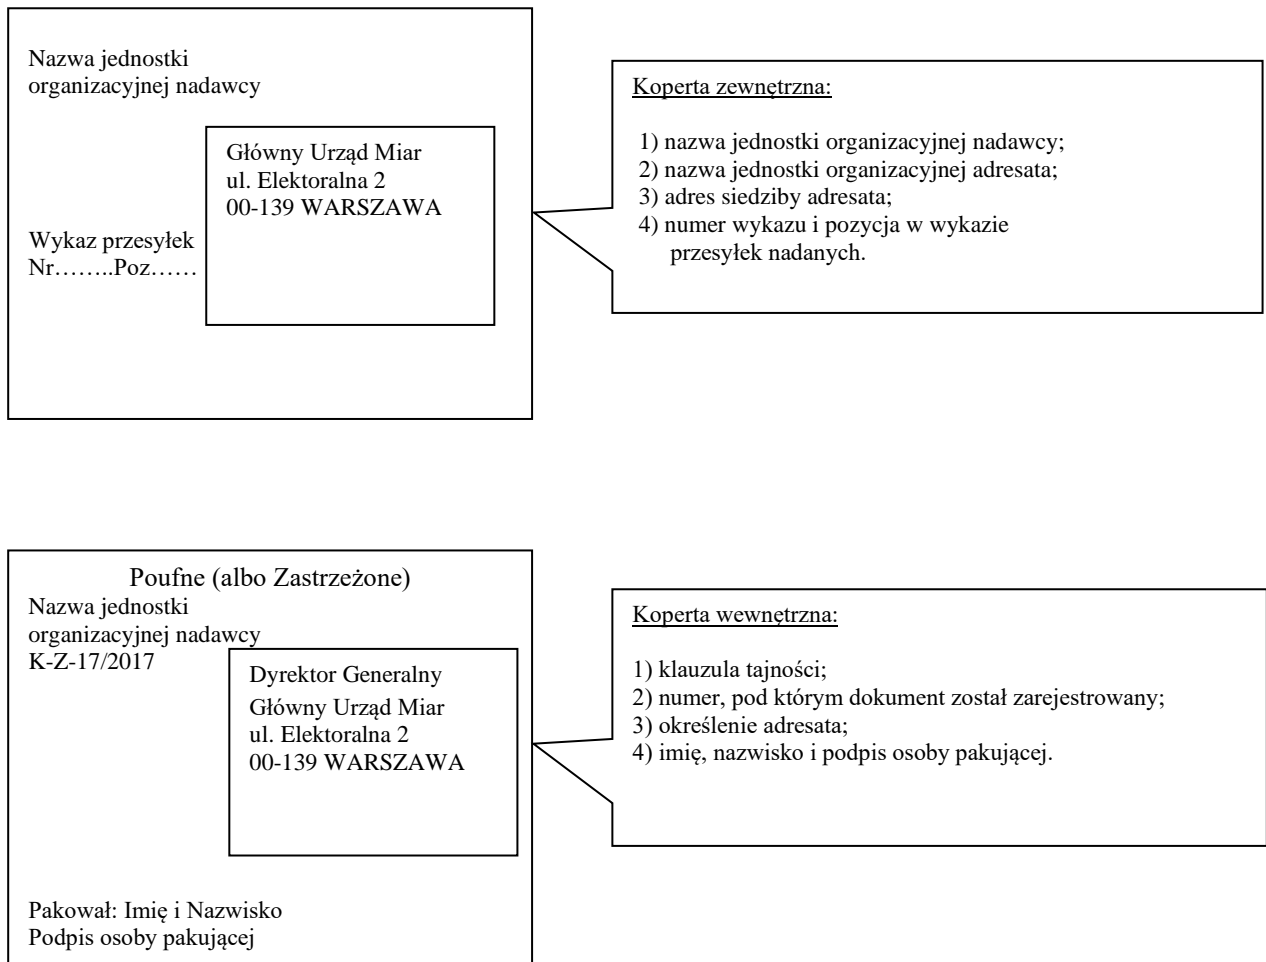 Nazwa jednostki
organizacyjnej nadawcy
Główny Urząd Miar
ul. Elektoralna 2
00-139 WARSZAWA
Wykaz przesyłek
Nr……..Poz……
Koperta zewnętrzna:
1) nazwa jednostki organizacyjnej nadawcy;
2) nazwa jednostki organizacyjnej adresata;
3) adres siedziby adresata;
4) numer wykazu i pozycja w wykazie
przesyłek nadanych.
Poufne (albo Zastrzeżone)
Nazwa jednostki
organizacyjnej nadawcy
K-Z-17/2017
Dyrektor Generalny
Główny Urząd Miar
ul. Elektoralna 2
00-139 WARSZAWA
Pakował: Imię i Nazwisko
Podpis osoby pakującej
Koperta wewnętrzna:
1) klauzula tajności;
2) numer, pod którym dokument został zarejestrowany;
3) określenie adresata;
4) imię, nazwisko i podpis osoby pakującej.